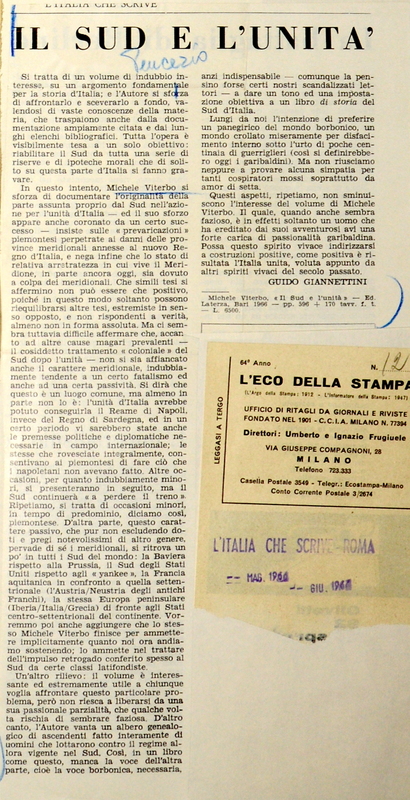 L'ITALIA CHE SCRIVE
IL SUD E L'UNITA'
Si tratta di un volume di indubbio in-
teresse, su un argomento fondamentale
per la storia d'Italia; e l'Autore si sforza
di affrontarlo e sceverarlo a fondo, va-
lendosi di vaste conoscenze della mate-
ria, che traspaiono anche dalla docu-
mentazione ampiamente citata e dai lun-
ghi elenchi bibliografici. Tutta l'opera è
visibilmente tesa a un solo obiettivo:
riabilitare il Sud da tutta una serie di
riserve e di ipoteche morali che di soli-
to su questa parte d'Italia si fanno gra-
vare.
In questo intento, Michele Viterbo si
sforza di documentare l'originalità della
parte assunta proprio dal Sud nell'azio-
ne per l'unità d'Italia — ed il suo sforzo
appare anche coronato da un certo suc-
cesso — insiste sulle « prevaricazioni »
piemontesi perpetrate ai danni delle pro-
vince meridionali annesse al nuovo Re-
gno d'Italia, e nega infine che lo stato di
relativa arretratezza in cui vive il Meri-
dione, in parte ancora oggi, sia dovuto
a colpa dei meridionali. Che simili tesi si
affermino non può essere che positivo,
poiché in questo modo soltanto possono
riequilibrarsi altre tesi, estremiste in sen-
so opposto, e non rispondenti a verità,
almeno non in forma assoluta. Ma ci sem-
bra tuttavia difficile affermare che, accan-
to ad altre cause magari prevalenti —
il cosiddetto trattamento « coloniale » del
Sud dopo l'unità — non si sia affiancato
anche il carattere meridionale, indubbia-
mente tendente a un certo fatalismo ed
anche ad una certa passività. Si dirà che
questo è un luogo comune, ma almeno in
parte non lo è: l'unità d'Italia avrebbe
potuto conseguirla il Reame di Napoli,
invece del Regno di Sardegna, ed in un
certo periodo vi sarebbero state anche
le premesse politiche e diplomatiche ne-
cessarie in campo internazionale; le
stesse che rovesciate integralmente, con-
sentivano ai piemontesi di fare ciò che
i napoletani non avevano fatto. Altre oc-
casioni, per quanto indubbiamente mino-
ri, si presenteranno in seguito, ma il
Sud continuerà « a perdere il treno ».
Ripetiamo, si tratta di occasioni minori,
in tempo di predominio, diciamo così,
piemontese. D'altra parte, questo carat-
tere passivo, che pur non escludendo do-
ti e pregi notevolissimi di altro genere,
pervade di sé i meridionali, si ritrova un
po' in tutti i Sud del mondo: la Baviera
rispetto alla Prussia, il Sud degli Stati
Uniti rispetto agli « yankee », la Francia
aquitanica in confronto a quella setten-
trionale (l'Austria/Neustria degli antichi
Franchi), la stessa Europa peninsulare
(Iberia/Italia/Grecia) di fronte agli Stati
centro-settentrionali del continente. Vor-
remmo poi anche aggiungere che lo stes-
so Michele Viterbo finisce per ammette-
re implicitamente quanto noi ora andia-
mo sostenendo; lo ammette nel trattare
dell'impulso retrogado conferito spesso al
Sud da certe classi latifondiste.
Un'altro rilievo: il volume è interes-
sante ed estremamente utile a chiunque
voglia affrontare questo particolare pro-
blema, però non riesca a liberarsi da una
sua passionale parzialità, che qualche vol-
ta rischia di sembrare faziosa. D'altro
canto, l'Autore vanta un albero genealo-
gico di ascendenti fatto interamente di
uomini che lottarono contro il regime al-
lora vigente nel Sud. Così, in un libro
come questo, manca la voce dell'altra
parte, cioè la voce borbonica, necessaria,
anzi indispensabile — comunque la pen-
sino forse certi nostri scandalizzati let-
tori — a dare un tono ed una impostazione
obiettiva a un libro di storia del
Sud d'Italia.
Lungi da noi l'intenzione di preferire
un panegirico del mondo borbonico, un
mondo crollato miseramente per disfaci-
mento interno sotto l'urto di poche cen-
tinaia di guerriglieri (così si definirebbe-
ro oggi i garibaldini). Ma non riusciamo
neppure a provare alcuna simpatia per
tanti cospiratori mossi soprattutto da
amor di setta.
Questi aspetti, ripetiamo, non sminui-
scono l'interesse del volume di Michele
Viterbo, il quale, anche quando sembra
fazioso, è in effetti soltanto un uomo che
ha ereditato dai suoi avventurosi avi una
forte carica di passionalità garibaldina.
Possa questo spirito vivace indirizzarsi
a costruzioni positive, come positiva è ri-
sultata l'Italia unita, voluta appunto da
altri spiriti vivaci del secolo passato.
GUIDO GIANNETTINI
Michele Viterbo, « Il Sud e l'unità » — Ed.
Laterza, Bari 1966 — pp. 396 + 170 tavv. f. t.
— L. 6500.
64° Anno
N. 12
L'ECO DELLA STAMPA
(L'Argo della Stampa: 1912 - L'Informatore della Stampa: 1947)
UFFICIO DI RITAGLI DA GIORNALI E RIVISTE
FONDATO NEL 1901 - C.C.I.A. MILANO N. 77394
Direttori: Umberto e Ignazio Frugiuele
VIA GIUSEPPE COMPAGNONI, 28
MILANO
Telefono 723.333
Casella Postale 3549 - Telegr.: Ecostampa-Milano
Conto Corrente Postale 3/2674
LEGGASI A TERGO
L'ITALIA CHE SCRIVE-ROMA
-- MAG. 1966
-- GIU. 1966